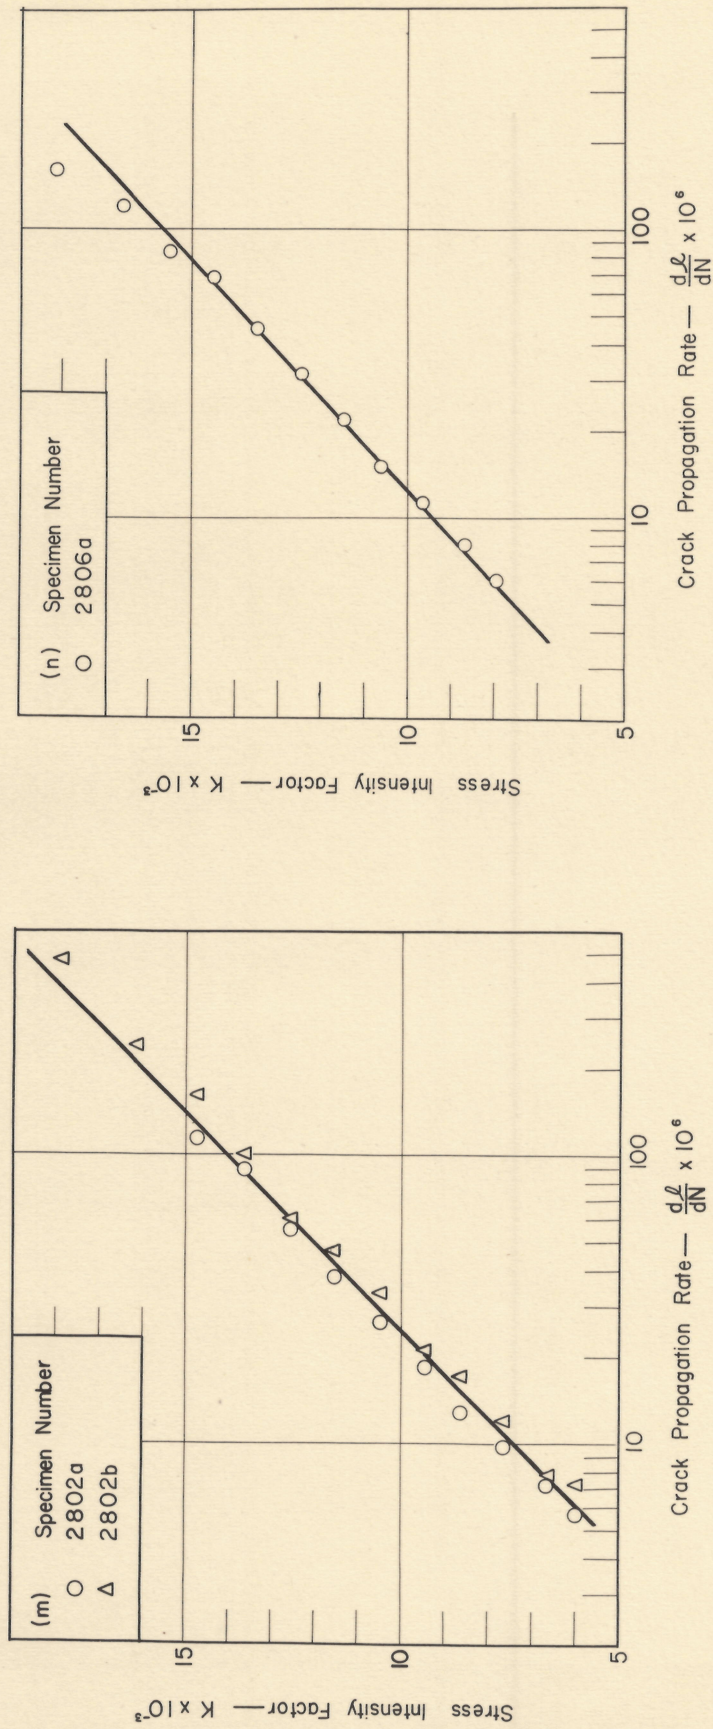 (m) Specimen Number
○ 2802a
△ 2802b
15
10
5
10
100
Stress Intensity Factor — K x 10⁻³
Crack Propagation Rate — dℓ/dN x 10⁶
(n) Specimen Number
○ 2806a
15
10
5
10
100
Stress Intensity Factor — K x 10⁻³
Crack Propagation Rate — dℓ/dN x 10⁶